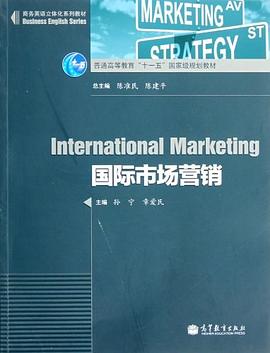 商务英语立体化系列教材
Business English Series
MARKETING AV
STRATEGY ST
普通高等教育“十一五”国家级规划教材
总主编 陈准民 陈建平
International Marketing
国际市场营销
主编 孙宁 章爱民
高等教育出版社